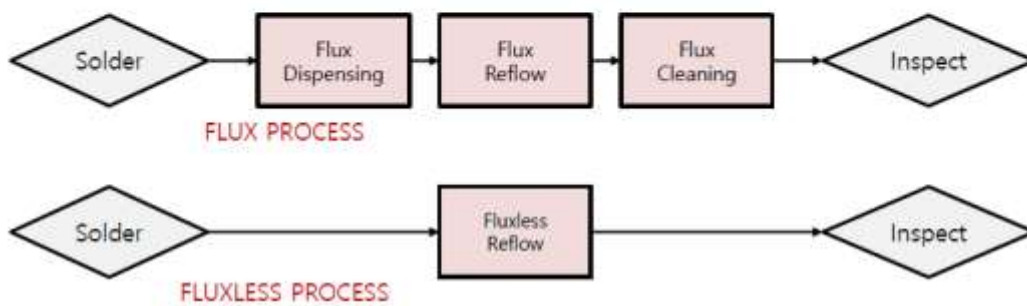 Solder
Flux
Dispensing
Flux
Reflow
Flux
Cleaning
Inspect
FLUX PROCESS
Solder
Fluxless
Reflow
Inspect
FLUXLESS PROCESS